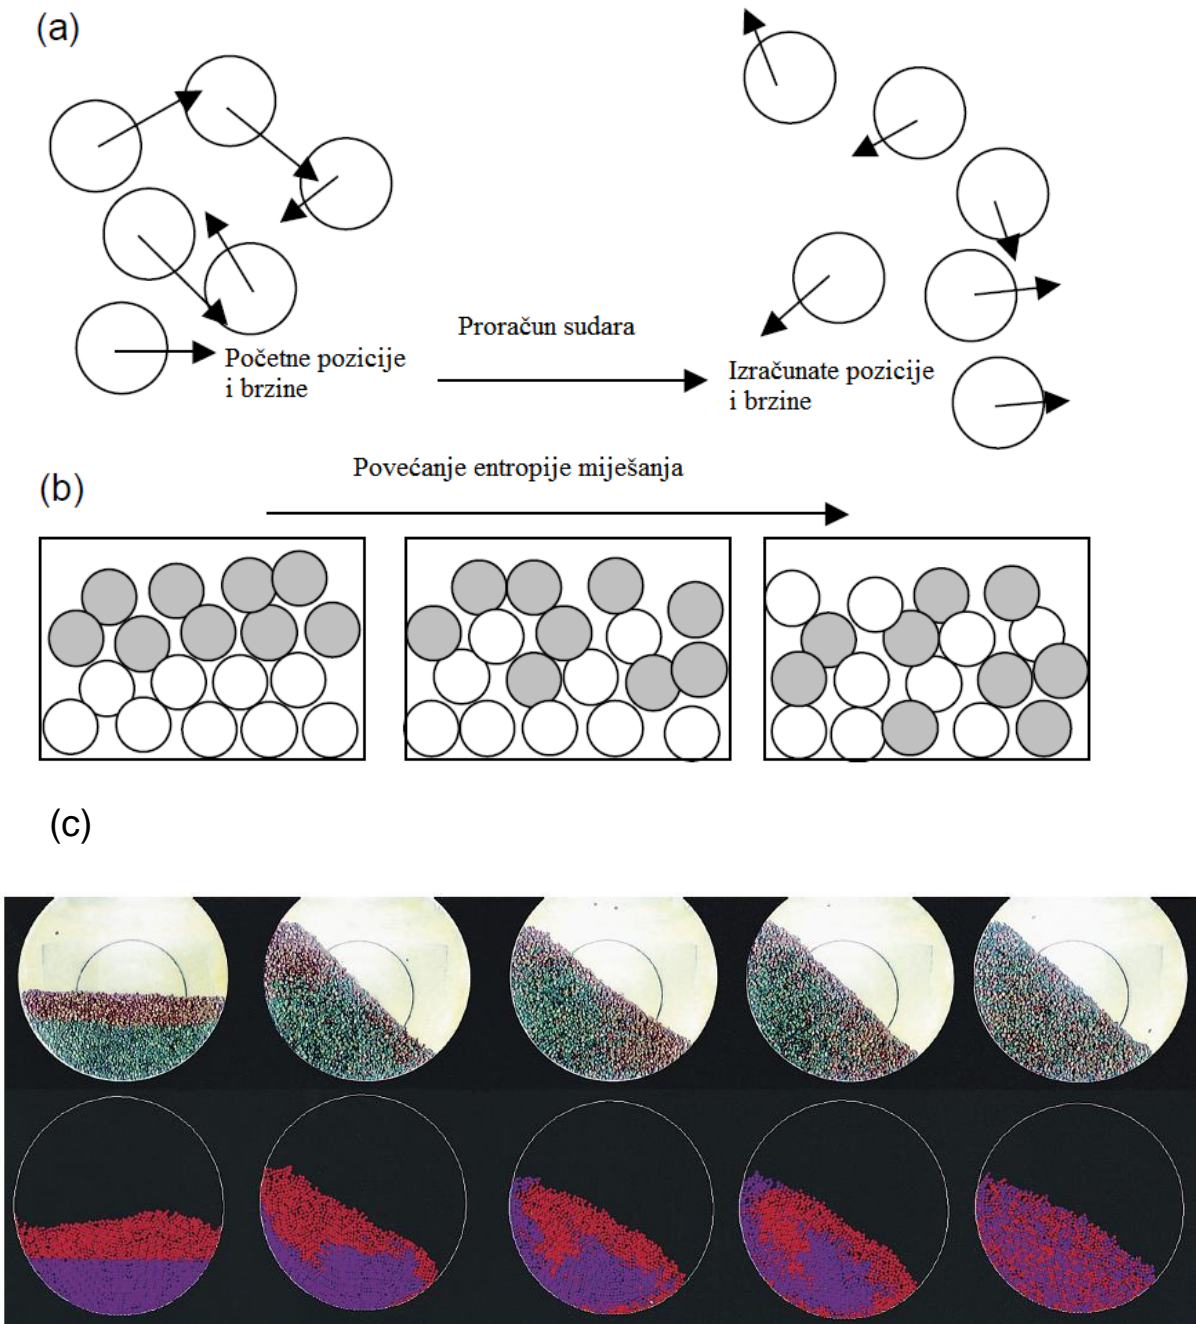 (a)
Proračun sudara
Početne pozicije
i brzine
Izračunate pozicije
i brzine
Povećanje entropije miješanja
(b)
(c)